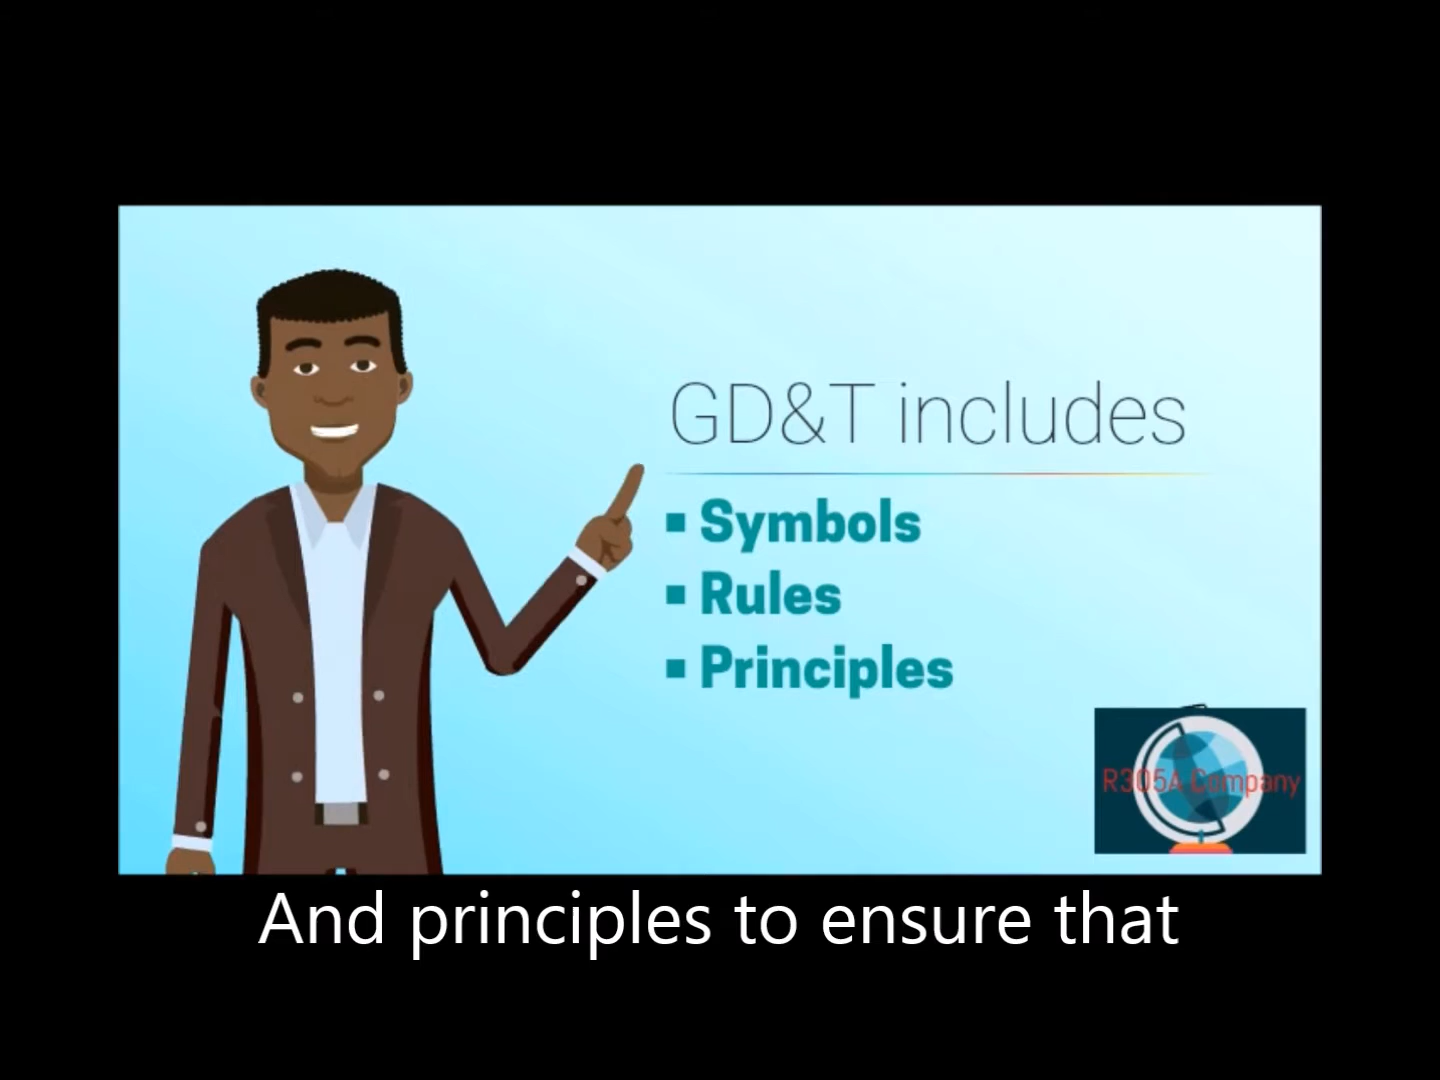 GD&T includes
▪ Symbols
▪ Rules
▪ Principles
R305A Company
And principles to ensure that